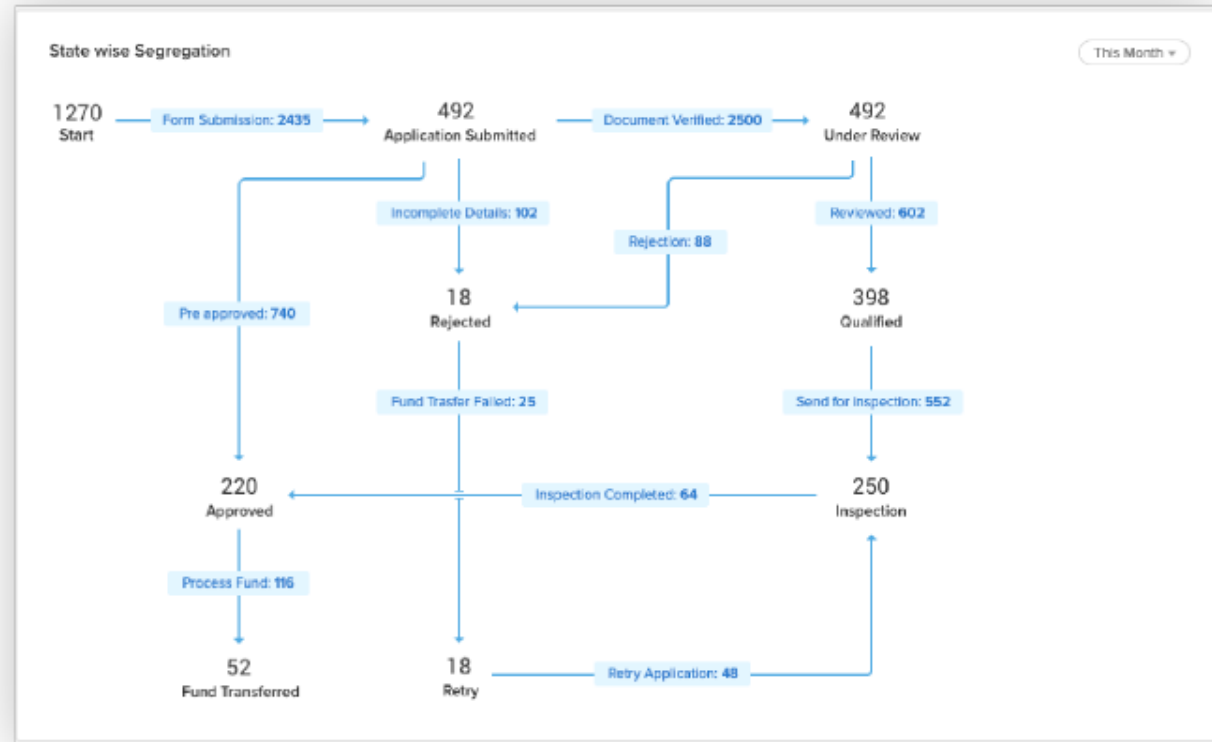 State wise Segregation
This Month
1270
Start
Form Submission: 2435
492
Application Submitted
Document Verified: 2500
492
Under Review
Incomplete Details: 102
Reviewed: 602
Rejection: 88
Pre approved: 740
18
Rejected
398
Qualified
Fund Trasfer Failed: 25
Send for Inspection: 552
220
Approved
Inspection Completed: 64
250
Inspection
Process Fund: 116
52
Fund Transferred
18
Retry
Retry Application: 48